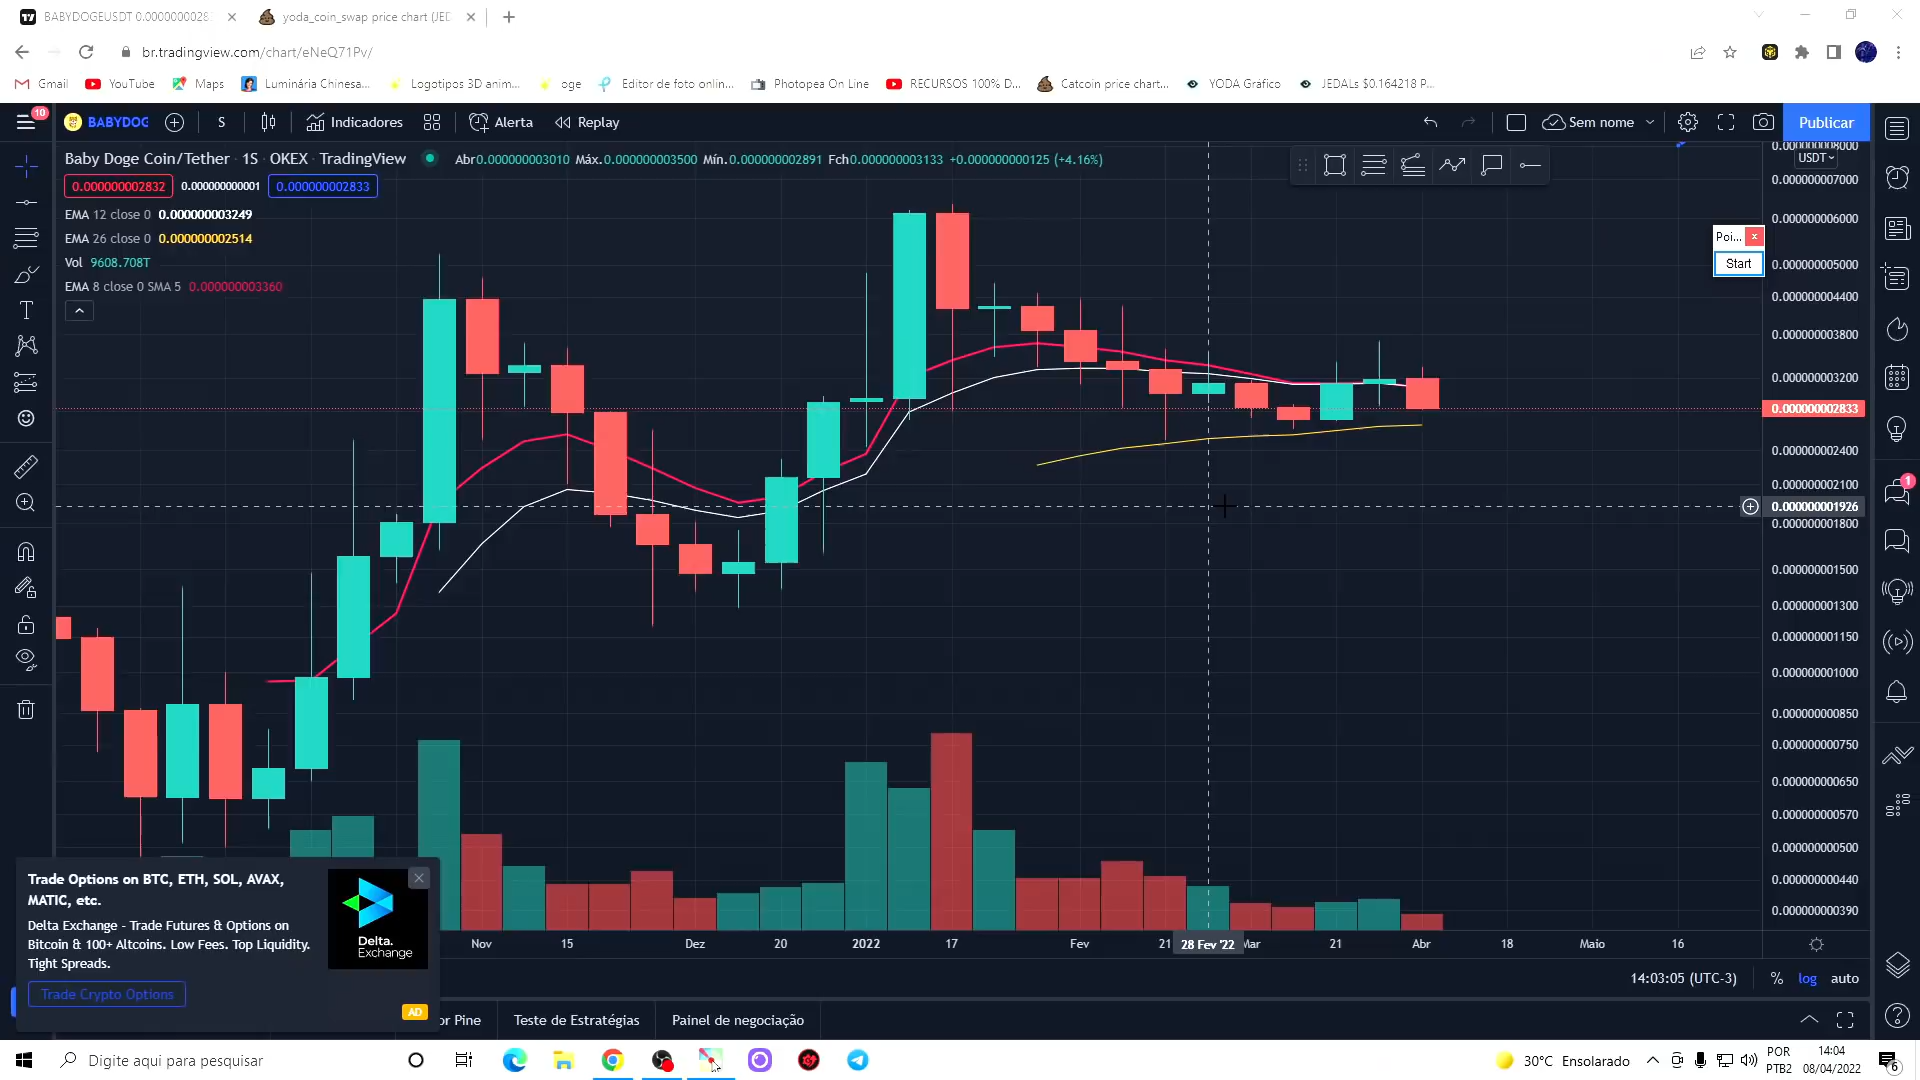 BABYDOGEUSDT 0.0000000028
yoda_coin_swap price chart (JED
br.tradingview.com/chart/eNeQ71Pv/
Gmail
YouTube
Maps
Luminária Chinesa...
Logotipos 3D anim...
oge
Editor de foto onlin...
Photopea On Line
RECURSOS 100% D...
Catcoin price chart...
YODA Gráfico
JEDALs $0.164218 P...
10
BABYDOG
S
Indicadores
Alerta
Replay
Sem nome
Publicar
Baby Doge Coin/Tether · 1S · OKEX · TradingView
Abr0.000000003010 Máx.0.000000003500 Mín.0.000000002891 Fch0.000000003133 +0.000000000125 (+4.16%)
0.000000002832
0.000000000001
0.000000002833
EMA 12 close 0 0.000000003249
EMA 26 close 0 0.000000002514
Vol 9608.708T
EMA 8 close 0 SMA 5 0.000000003360
USDT
0.000000007000
0.000000006000
Poi... x
Start
0.000000005000
0.000000004400
0.000000003800
0.000000003200
0.000000002833
0.000000002400
0.000000002100
0.000000001926
0.000000001800
0.000000001500
0.000000001300
0.000000001150
0.000000001000
0.000000000850
0.000000000750
0.000000000650
0.000000000570
0.000000000500
0.000000000440
0.000000000390
1
Trade Options on BTC, ETH, SOL, AVAX,
MATIC, etc.
Delta Exchange - Trade Futures & Options on
Bitcoin & 100+ Altcoins. Low Fees. Top Liquidity.
Tight Spreads.
Trade Crypto Options
Delta.
Exchange
AD
Nov
15
Dez
20
2022
17
Fev
21
28 Fev '22
Mar
21
Abr
18
Maio
16
14:03:05 (UTC-3)
%
log
auto
or Pine
Teste de Estratégias
Painel de negociação
Digite aqui para pesquisar
30°C Ensolarado
POR
PTB2
14:04
08/04/2022
6